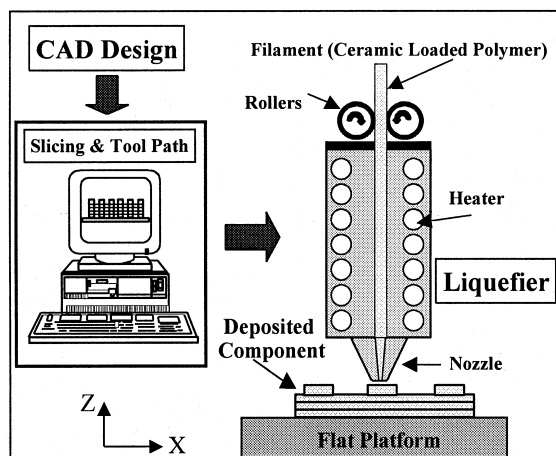 CAD Design
Slicing & Tool Path
Filament (Ceramic Loaded Polymer)
Rollers
Heater
Liquefier
Deposited
Component
Nozzle
Z
X
Flat Platform